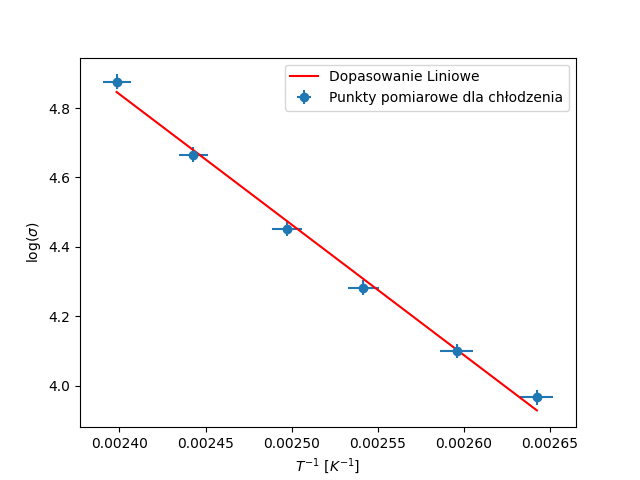 Dopasowanie Liniowe
Punkty pomiarowe dla chłodzenia
4.8
4.6
4.4
4.2
4.0
log(σ)
0.00240 0.00245 0.00250 0.00255 0.00260 0.00265
T⁻¹ [K⁻¹]